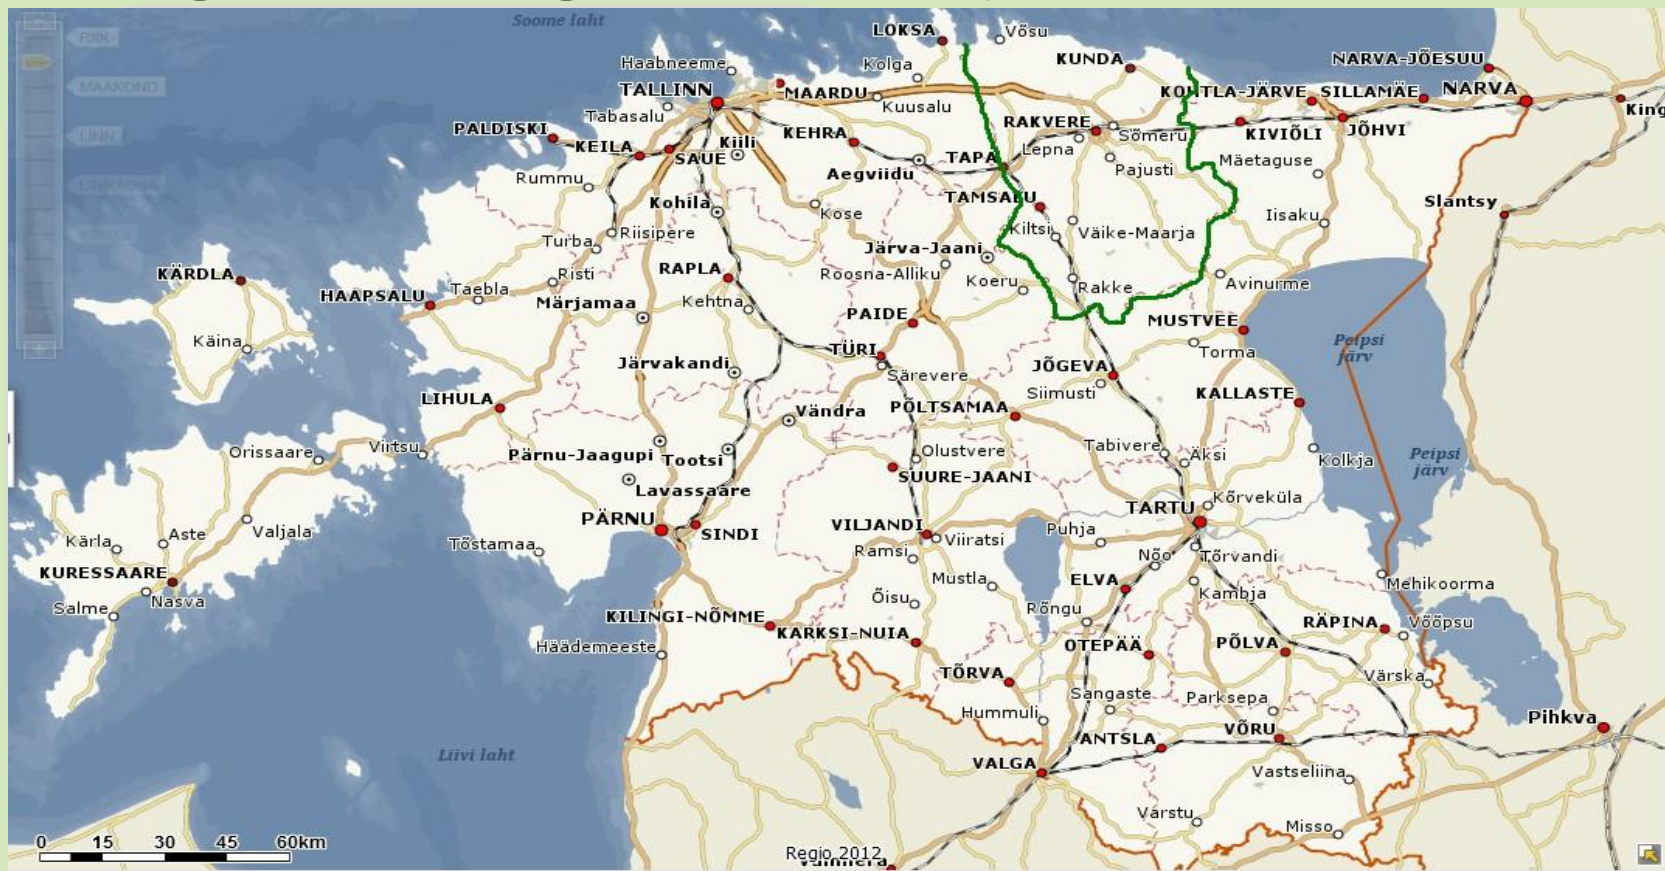 Soome laht
RIIK
MAAKOND
LINN
LINNAOSA
LOKSA
Võsu
Haabneeme
Kolga
KUNDA
NARVA-JÕESUU
TALLINN
MAARDU
Kuusalu
KOHTLA-JÄRVE
SILLAMÄE
NARVA
King
Tabasalu
PALDISKI
KEILA
SAUE
Kiili
KEHRA
RAKVERE
Sõmeru
KIVIÕLI
JÕHVI
Lepna
Rummu
Aegviidu
TAPA
Pajusti
Mäetaguse
Kohila
Kose
TAMSALU
Slantsy
Turba
Riisipere
Kiltsi
Väike-Maarja
Iisaku
Järva-Jaani
KÄRDLA
Risti
RAPLA
Roosna-Alliku
Koeru
Rakke
Avinurme
HAAPSALU
Taebla
Märjamaa
Kehtna
PAIDE
MUSTVEE
Käina
Peipsi
järv
TÜRI
Torma
Järvakandi
Särevere
JÕGEVA
Siimusti
KALLASTE
LIHULA
Vändra
PÕLTSAMAA
Orissaare
Virtsu
Pärnu-Jaagupi
Tootsi
Olustvere
Tabivere
Äksi
Kolkja
Peipsi
järv
SUURE-JAANI
Lavassaare
Kõrveküla
PÄRNU
SINDI
VILJANDI
Viiratsi
TARTU
Kärla
Aste
Valjala
Tõstamaa
Ramsi
Puhja
Nõo
Tõrvandi
KURESSAARE
Mustla
ELVA
Mehikoorma
Salme
Nasva
Õisu
Rõngu
Kambja
KILINGI-NÕMME
KARKSI-NUIA
RÄPINA
Võõpsu
Häädemeeste
OTEPÄÄ
PÕLVA
TÕRVA
Värska
Sangaste
Parksepa
Hummuli
Pihkva
Liivi laht
ANTSLA
VÕRU
VALGA
Vastseliina
Varstu
Misso
0 15 30 45 60km
Regio 2012